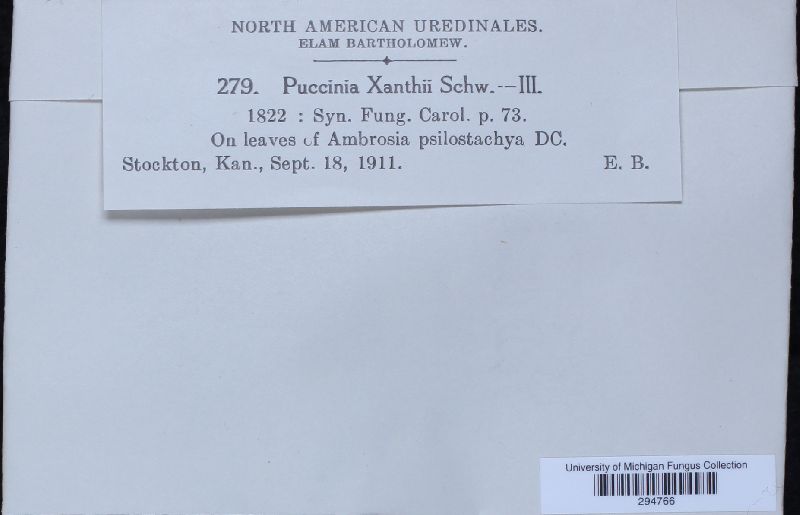 NORTH AMERICAN UREDINALES.
ELAM BARTHOLOMEW.
279. Puccinia Xanthii Schw.--III.
1822 : Syn. Fung. Carol. p. 73.
On leaves of Ambrosia psilostachya DC.
Stockton, Kan., Sept. 18, 1911. E. B.
University of Michigan Fungus Collection
294766